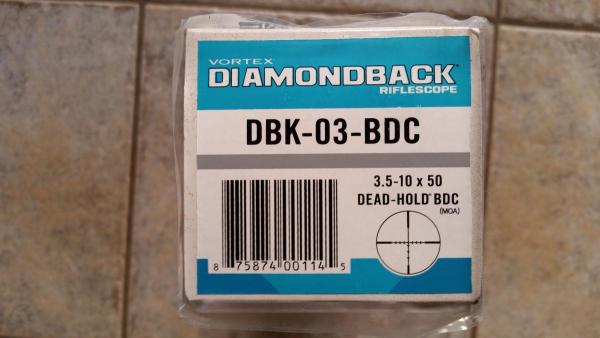 VORTEX
DIAMONDBACK
RIFLESCOPE
DBK-03-BDC
3.5-10 x 50
DEAD-HOLD® BDC
(MOA)
8 75874 00114 5